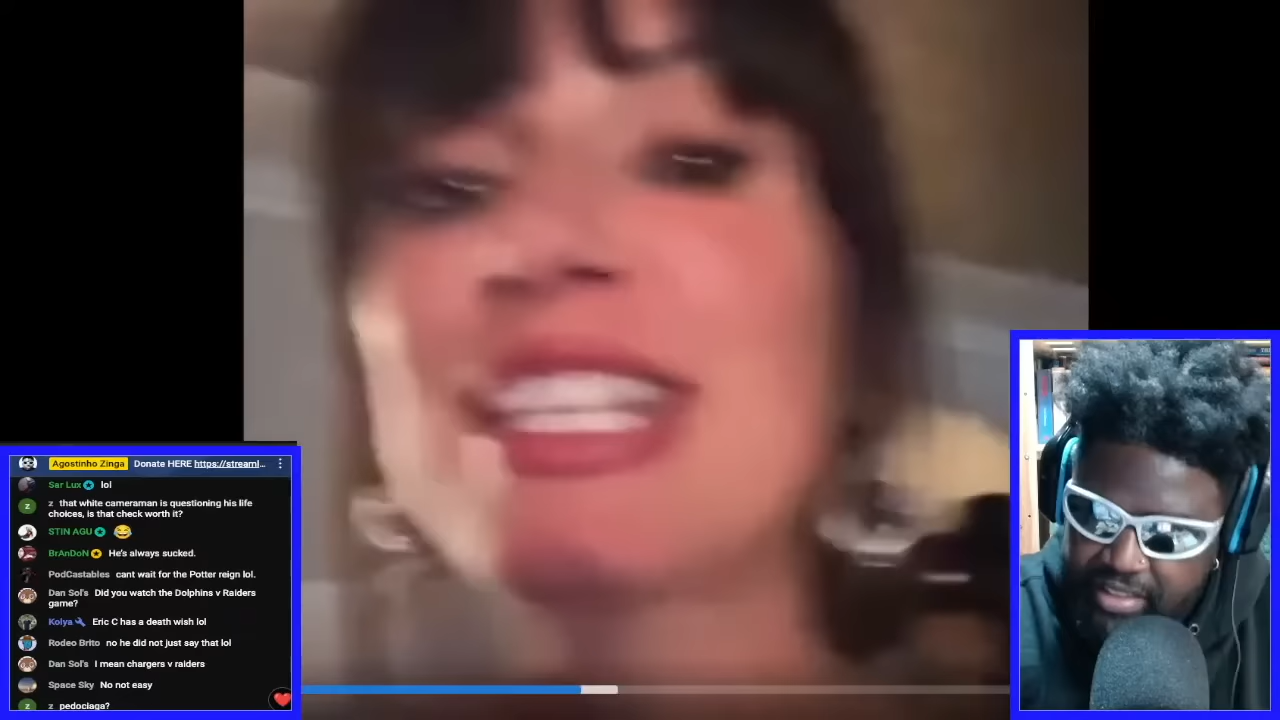 Agostinho Zinga Donate HERE https://streaml...
Sar Lux lol
z that white cameraman is questioning his life
choices, is that check worth it?
STIN AGU 😂
BrAnDoN He's always sucked.
PodCastables cant wait for the Potter reign lol.
Dan Sol's Did you watch the Dolphins v Raiders
game?
Kolya Eric C has a death wish lol
Rodeo Brito no he did not just say that lol
Dan Sol's I mean chargers v raiders
Space Sky No not easy
z pedociaga?